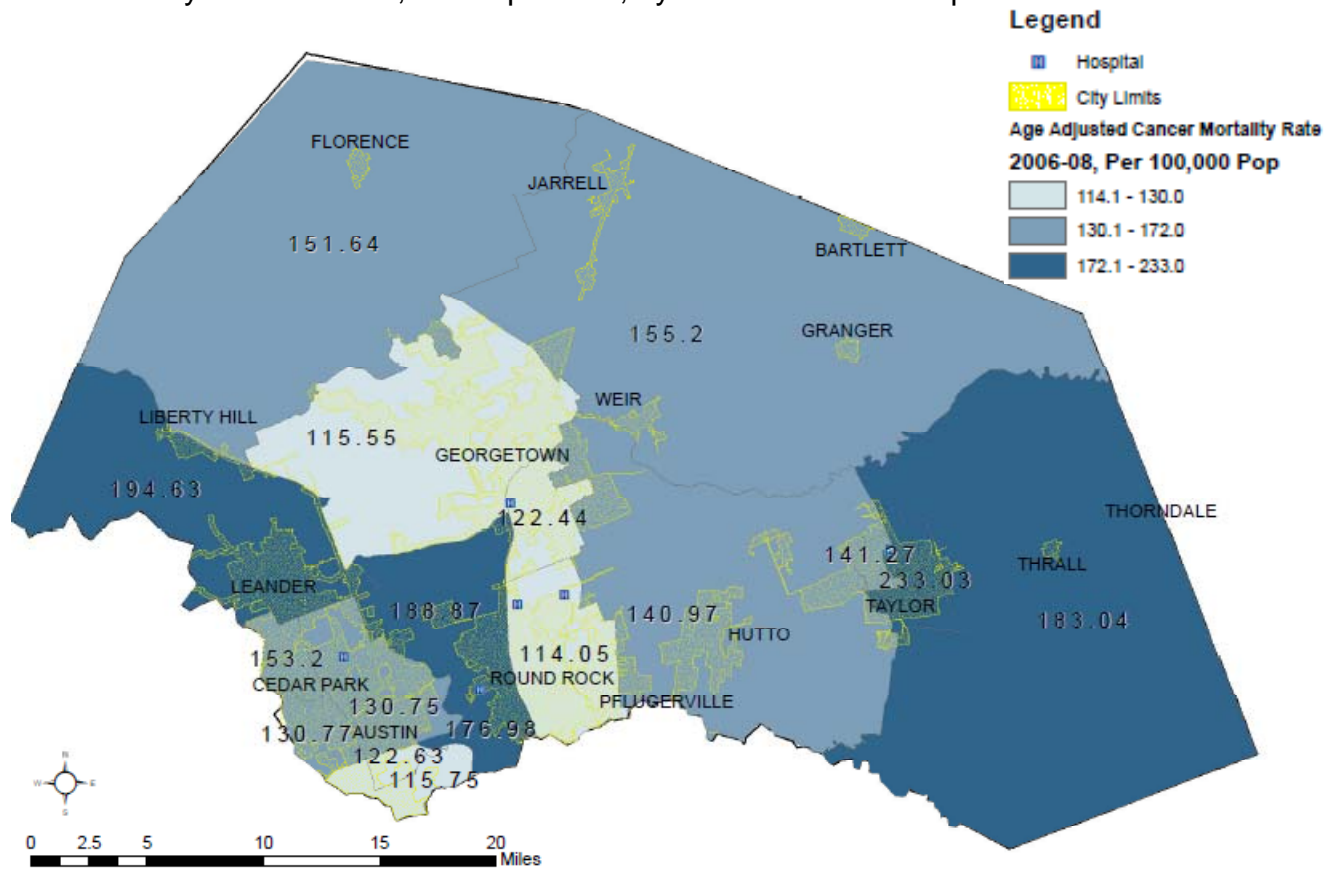 Legend
Hospital
City Limits
Age Adjusted Cancer Mortality Rate
2006-08, Per 100,000 Pop
114.1 - 130.0
130.1 - 172.0
172.1 - 233.0
FLORENCE
JARRELL
151.64
BARTLETT
155.2
GRANGER
WEIR
LIBERTY HILL
115.55
GEORGETOWN
194.63
H
122.44
THORNDALE
141.27
H
THRALL
233.03
LEANDER
H
H
TAYLOR
188.87
140.97
183.04
HUTTO
153.2
H
114.05
ROUND ROCK
CEDAR PARK
H
PFLUGERVILLE
130.75
130.77
AUSTIN
176.98
122.63
115.75
N
W
E
S
0 2.5 5 10 15 20
Miles